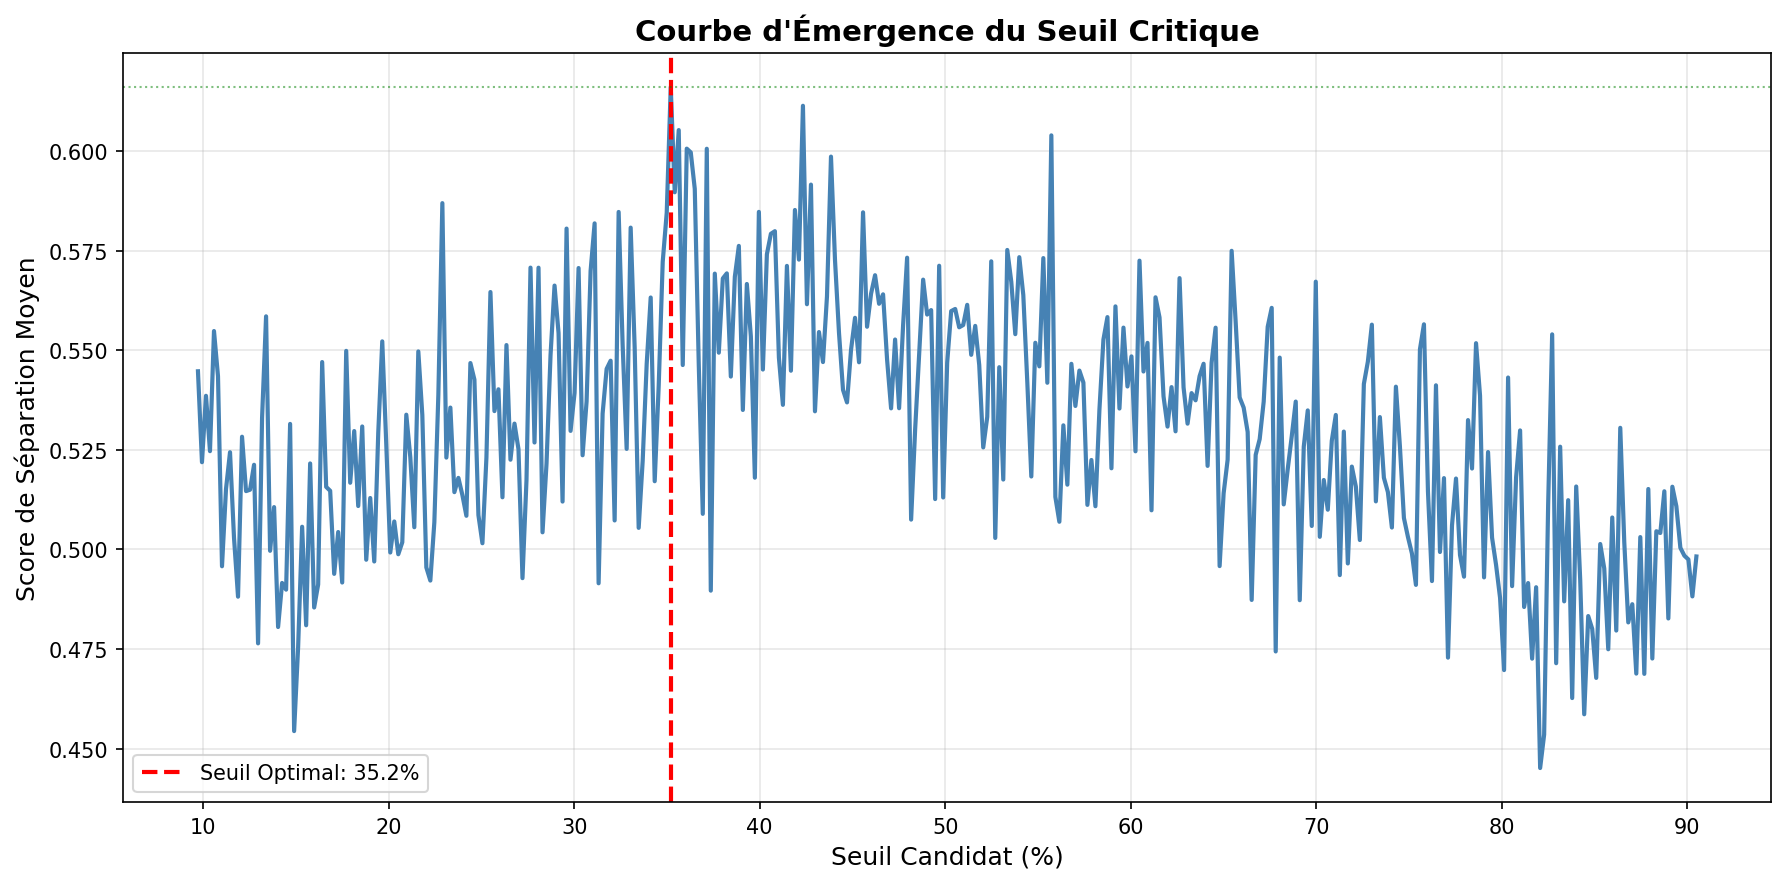 Courbe d'Émergence du Seuil Critique
Score de Séparation Moyen
0.600
0.575
0.550
0.525
0.500
0.475
0.450
Seuil Optimal: 35.2%
10 20 30 40 50 60 70 80 90
Seuil Candidat (%)